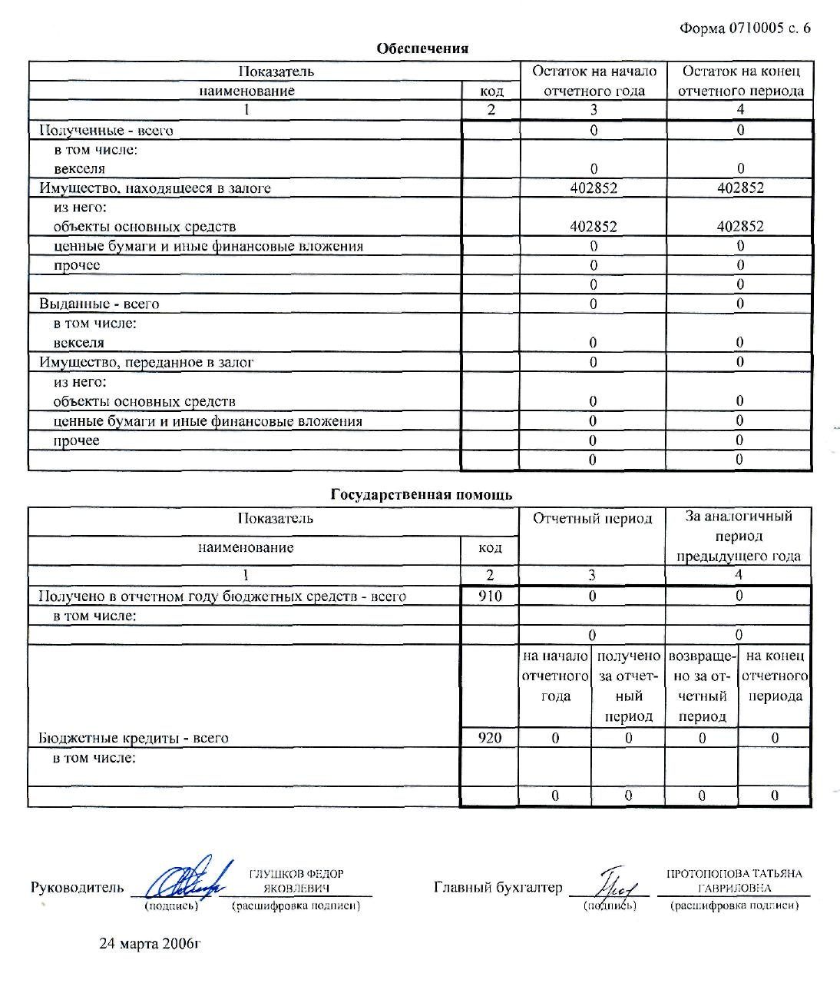 Форма 0710005 с. 6
Обеспечения
Показатель Остаток на начало отчетного года Остаток на конец отчетного периода
наименование код
1 2 3 4
Полученные - всего 0 0
в том числе:
векселя 0 0
Имущество, находящееся в залоге 402852 402852
из него:
объекты основных средств 402852 402852
ценные бумаги и иные финансовые вложения 0 0
прочее 0 0
0 0
Выданные - всего 0 0
в том числе:
векселя 0 0
Имущество, переданное в залог 0 0
из него:
объекты основных средств 0 0
ценные бумаги и иные финансовые вложения 0 0
прочее 0 0
0 0
Государственная помощь
Показатель Отчетный период За аналогичный период предыдущего года
наименование код
1 2 3 4
Получено в отчетном году бюджетных средств - всего 910 0 0
в том числе:
0 0
на начало отчетного года получено за отчет-ный период возвраще-но за от-четный период на конец отчетного периода
Бюджетные кредиты - всего 920 0 0 0 0
в том числе:
0 0 0 0
Руководитель ГЛУШКОВ ФЕДОР ЯКОВЛЕВИЧ Главный бухгалтер ПРОТОПОПОВА ТАТЬЯНА ГАВРИЛОВНА
(подпись) (расшифровка подписи) (подпись) (расшифровка подписи)
24 марта 2006г